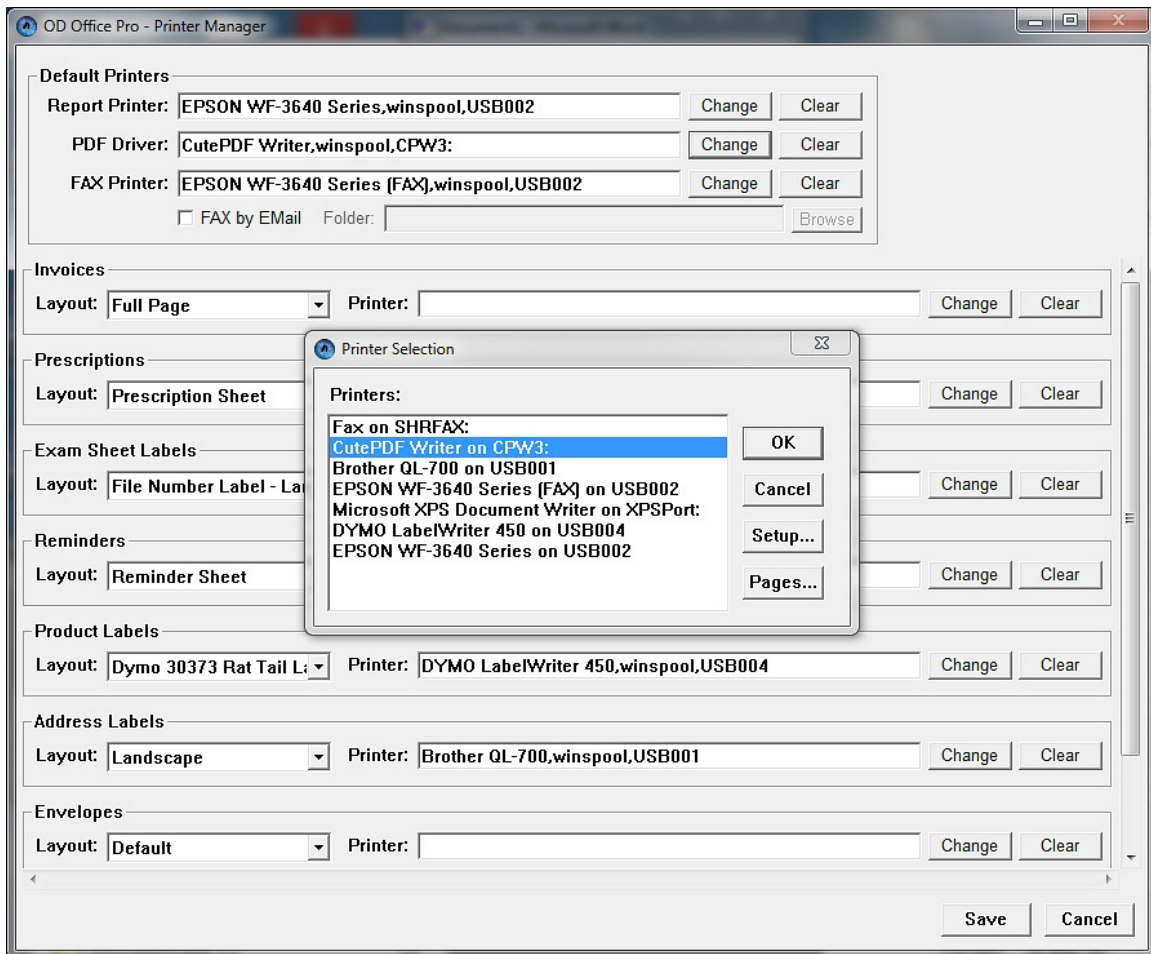 OD Office Pro - Printer Manager
Default Printers
Report Printer: EPSON WF-3640 Series,winspool,USB002 Change Clear
PDF Driver: CutePDF Writer,winspool,CPW3: Change Clear
FAX Printer: EPSON WF-3640 Series (FAX),winspool,USB002 Change Clear
FAX by EMail Folder: Browse
Invoices
Layout: Full Page Printer: Change Clear
Prescriptions
Layout: Prescription Sheet Change Clear
Exam Sheet Labels
Layout: File Number Label - La Change Clear
Reminders
Layout: Reminder Sheet Change Clear
Printer Selection
Printers:
Fax on SHRFAX:
CutePDF Writer on CPW3:
Brother QL-700 on USB001
EPSON WF-3640 Series (FAX) on USB002
Microsoft XPS Document Writer on XPSPort:
DYMO LabelWriter 450 on USB004
EPSON WF-3640 Series on USB002
OK
Cancel
Setup...
Pages...
Product Labels
Layout: Dymo 30373 Rat Tail La Printer: DYMO LabelWriter 450,winspool,USB004 Change Clear
Address Labels
Layout: Landscape Printer: Brother QL-700,winspool,USB001 Change Clear
Envelopes
Layout: Default Printer: Change Clear
Save Cancel